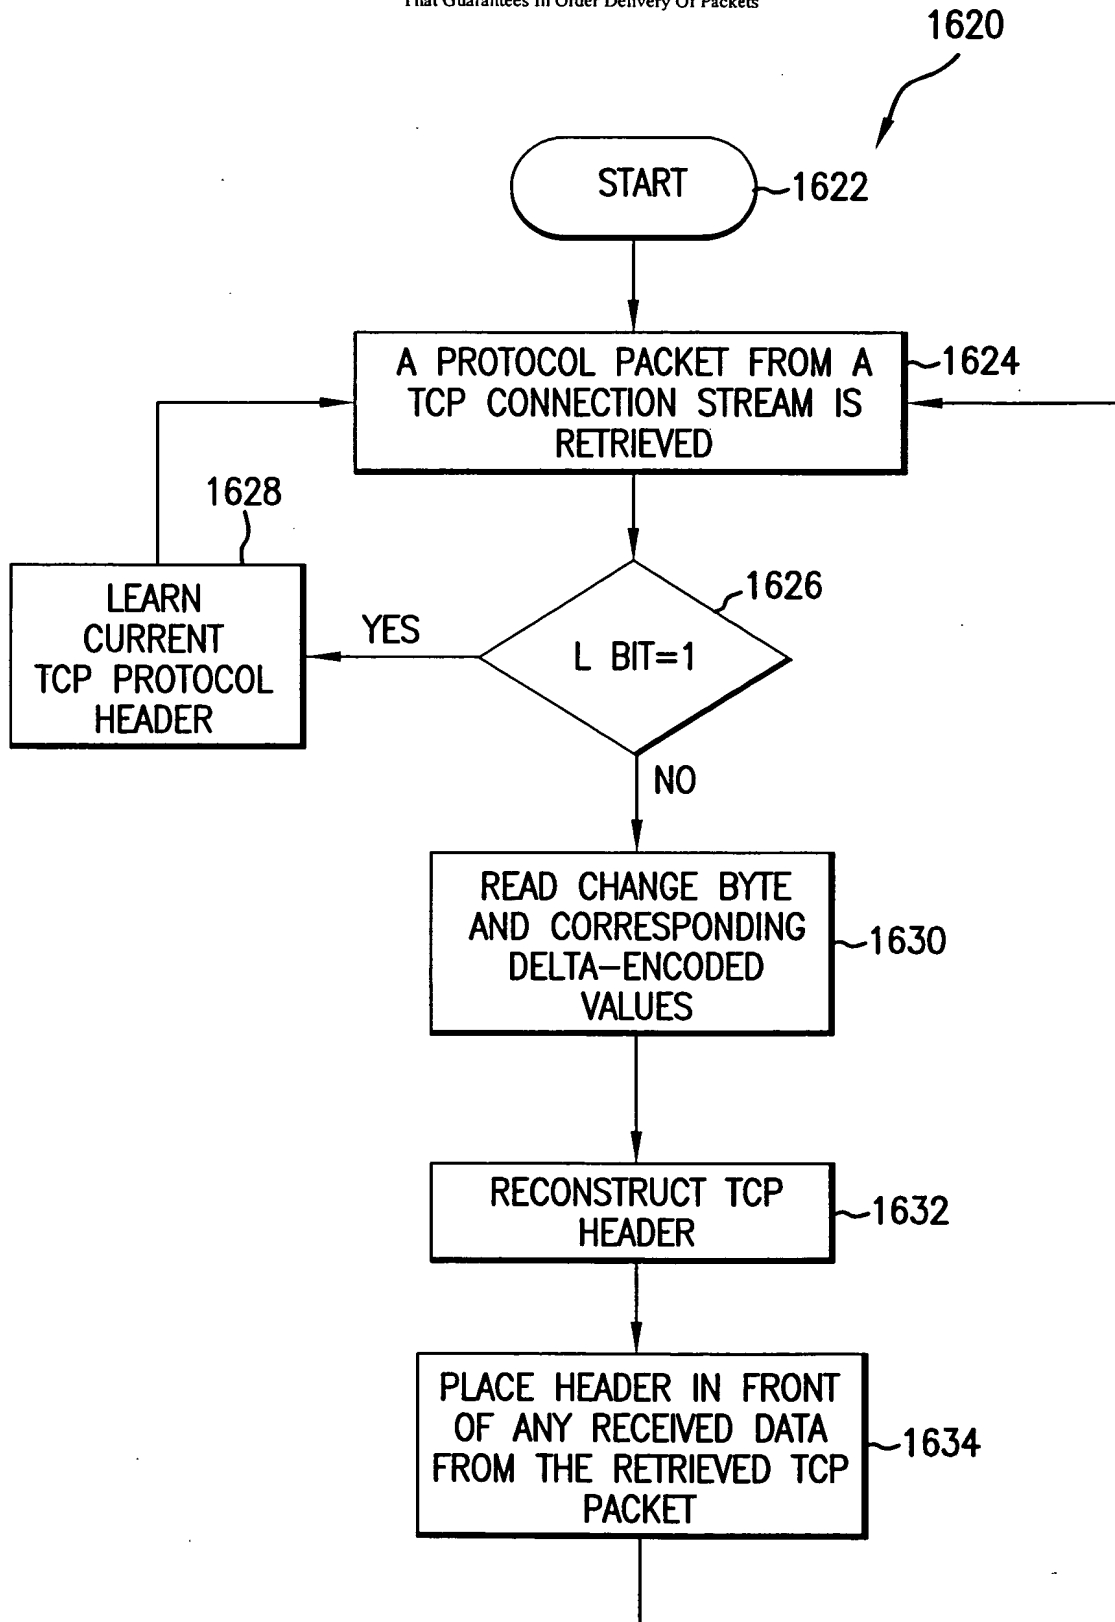 That Guarantees In Order Delivery Of Packets
1620
START
1622
A PROTOCOL PACKET FROM A
TCP CONNECTION STREAM IS
RETRIEVED
1624
1628
LEARN
CURRENT
TCP PROTOCOL
HEADER
YES
L BIT=1
1626
NO
READ CHANGE BYTE
AND CORRESPONDING
DELTA-ENCODED
VALUES
1630
RECONSTRUCT TCP
HEADER
1632
PLACE HEADER IN FRONT
OF ANY RECEIVED DATA
FROM THE RETRIEVED TCP
PACKET
1634